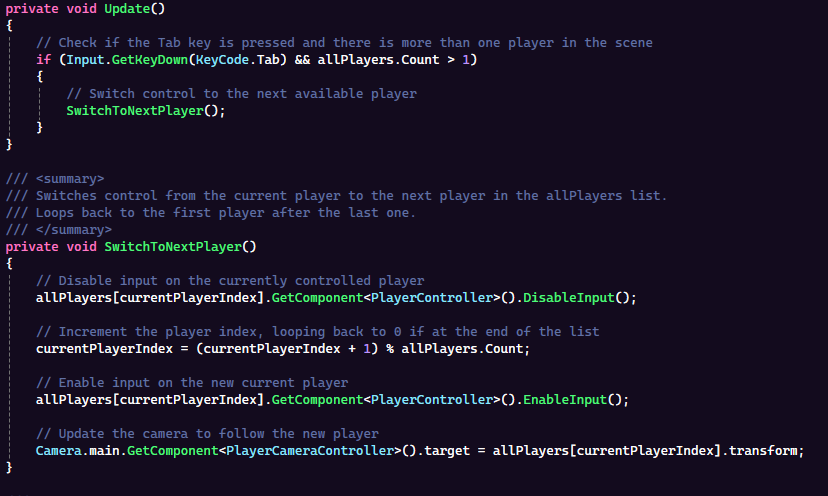 private void Update()
{
    // Check if the Tab key is pressed and there is more than one player in the scene
    if (Input.GetKeyDown(KeyCode.Tab) && allPlayers.Count > 1)
    {
        // Switch control to the next available player
        SwitchToNextPlayer();
    }
}

/// <summary>
/// Switches control from the current player to the next player in the allPlayers list.
/// Loops back to the first player after the last one.
/// </summary>
private void SwitchToNextPlayer()
{
    // Disable input on the currently controlled player
    allPlayers[currentPlayerIndex].GetComponent<PlayerController>().DisableInput();

    // Increment the player index, looping back to 0 if at the end of the list
    currentPlayerIndex = (currentPlayerIndex + 1) % allPlayers.Count;

    // Enable input on the new current player
    allPlayers[currentPlayerIndex].GetComponent<PlayerController>().EnableInput();

    // Update the camera to follow the new player
    Camera.main.GetComponent<PlayerCameraController>().target = allPlayers[currentPlayerIndex].transform;
}